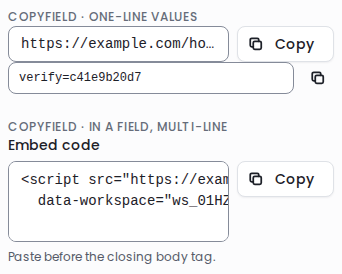 COPYFIELD · ONE-LINE VALUES
https://example.com/ho… Copy
verify=c41e9b20d7
COPYFIELD · IN A FIELD, MULTI-LINE
Embed code
<script src="https://exam Copy
data-workspace="ws_01HZ
Paste before the closing body tag.